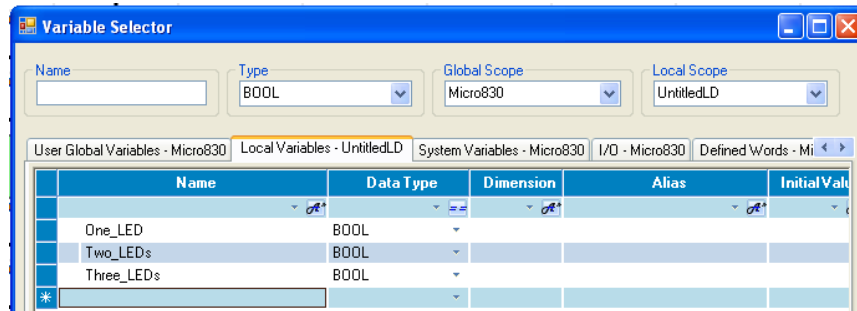 Variable Selector
Name Type Global Scope Local Scope
BOOL Micro830 UntitledLD
User Global Variables - Micro830 Local Variables - UntitledLD System Variables - Micro830 I/O - Micro830 Defined Words - Mi
Name Data Type Dimension Alias Initial Valu
One_LED BOOL
Two_LEDs BOOL
Three_LEDs BOOL